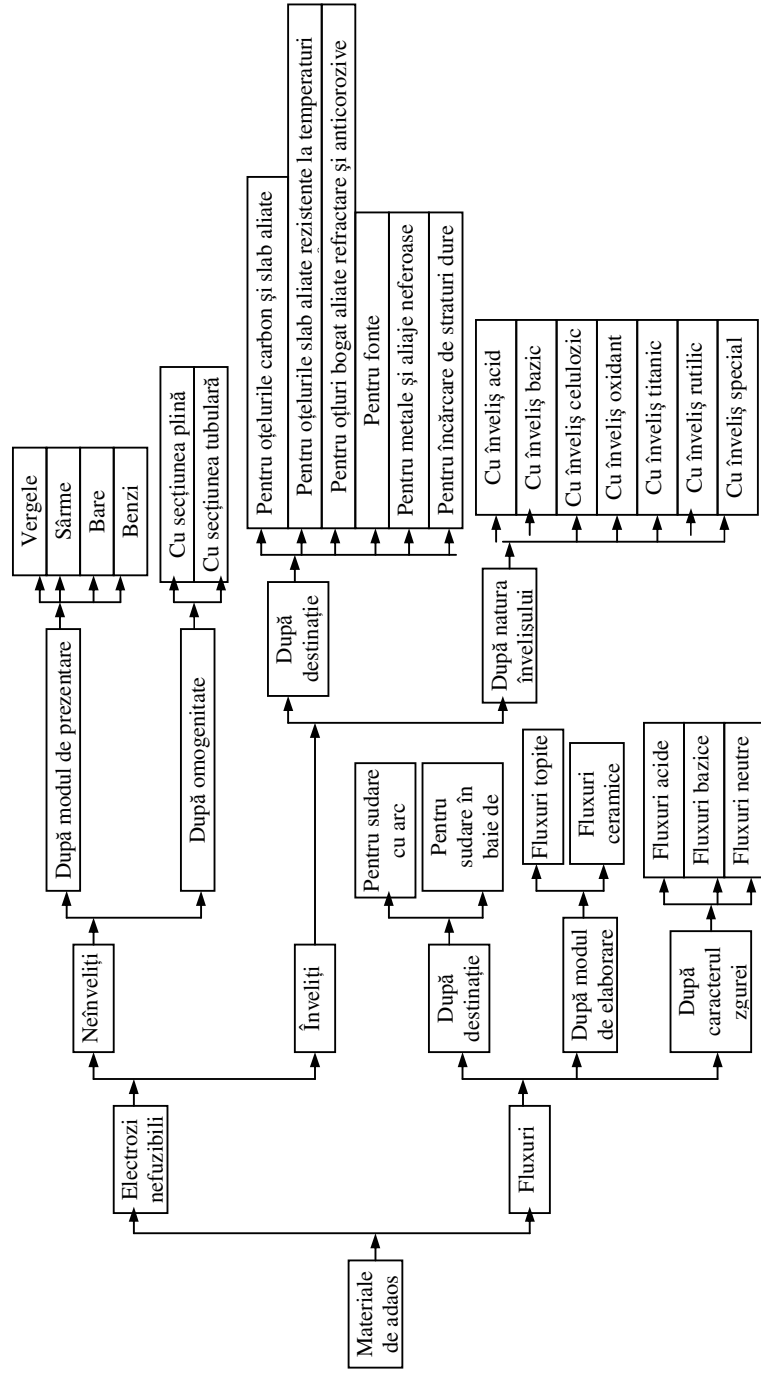 Materiale
de adaos
Electrozi
nefuzibili
Fluxuri
Neînveliți
Înveliți
După
destinație
După modul
de elaborare
După
caracterul
zgurei
După modul de prezentare
După omogenitate
Pentru sudare
cu arc
Pentru
sudare în
baie de
Fluxuri topite
Fluxuri
ceramice
Fluxuri acide
Fluxuri bazice
Fluxuri neutre
Vergele
Sârme
Bare
Benzi
Cu secțiunea plină
Cu secțiunea tubulară
După
destinație
După natura
învelișului
Pentru oțelurile carbon și slab aliate
Pentru oțelurile slab aliate rezistente la temperaturi
Pentru oțluri bogat aliate refractare și anticorozive
Pentru fonte
Pentru metale și aliaje neferoase
Pentru încărcare de straturi dure
Cu înveliș acid
Cu înveliș bazic
Cu înveliș celulozic
Cu înveliș oxidant
Cu înveliș titanic
Cu înveliș rutilic
Cu înveliș special